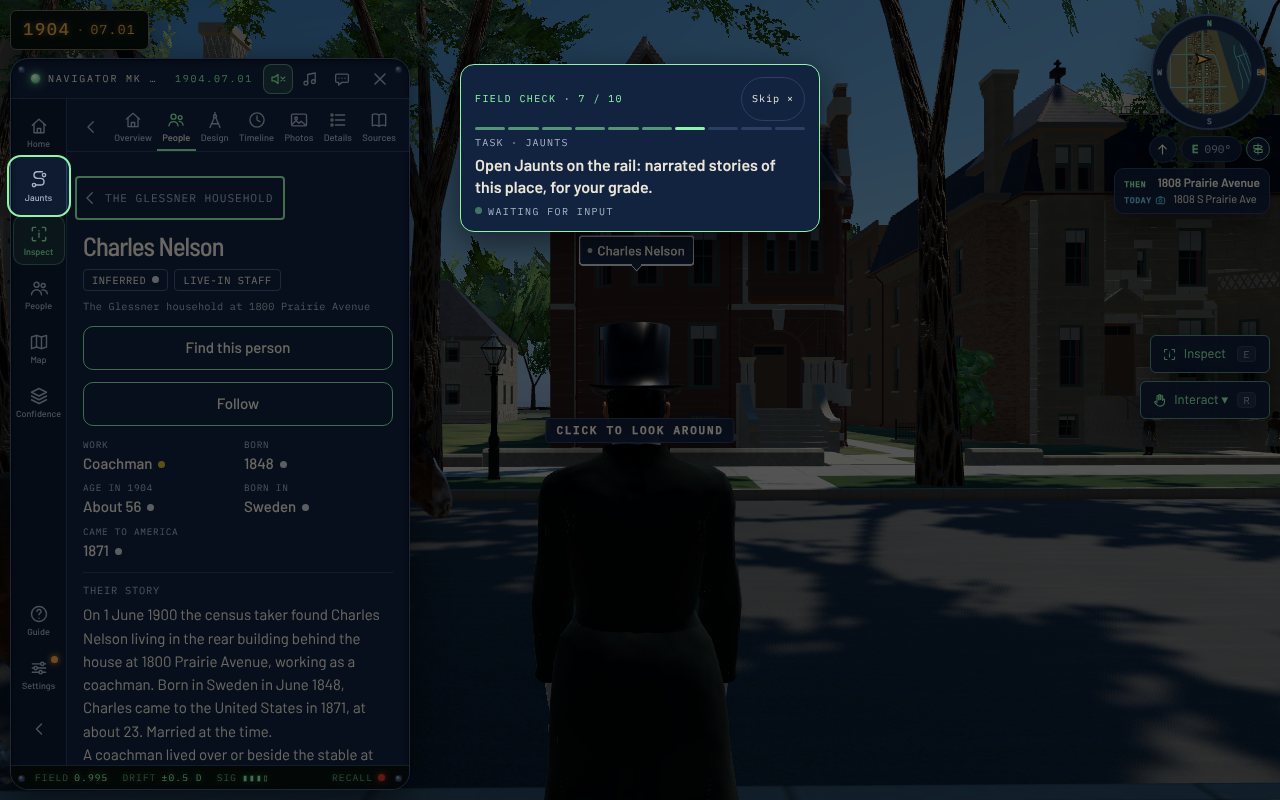 1904 · 07.01
NAVIGATOR MK …
1904.07.01
Home
Jaunts
Inspect
People
Map
Confidence
Guide
Settings
Overview
People
Design
Timeline
Photos
Details
Sources
THE GLESSNER HOUSEHOLD
Charles Nelson
INFERRED
LIVE-IN STAFF
The Glessner household at 1800 Prairie Avenue
Find this person
Follow
WORK
Coachman
BORN
1848
AGE IN 1904
About 56
BORN IN
Sweden
CAME TO AMERICA
1871
THEIR STORY
On 1 June 1900 the census taker found Charles
Nelson living in the rear building behind the
house at 1800 Prairie Avenue, working as a
coachman. Born in Sweden in June 1848,
Charles came to the United States in 1871, at
about 23. Married at the time.
A coachman lived over or beside the stable at
FIELD 0.995 DRIFT ±0.5 D SIG
RECALL
FIELD CHECK · 7 / 10
Skip ×
TASK · JAUNTS
Open Jaunts on the rail: narrated stories of
this place, for your grade.
WAITING FOR INPUT
Charles Nelson
CLICK TO LOOK AROUND
N
W
E
S
E 090°
THEN 1808 Prairie Avenue
TODAY 1808 S Prairie Ave
Inspect E
Interact ▾ R